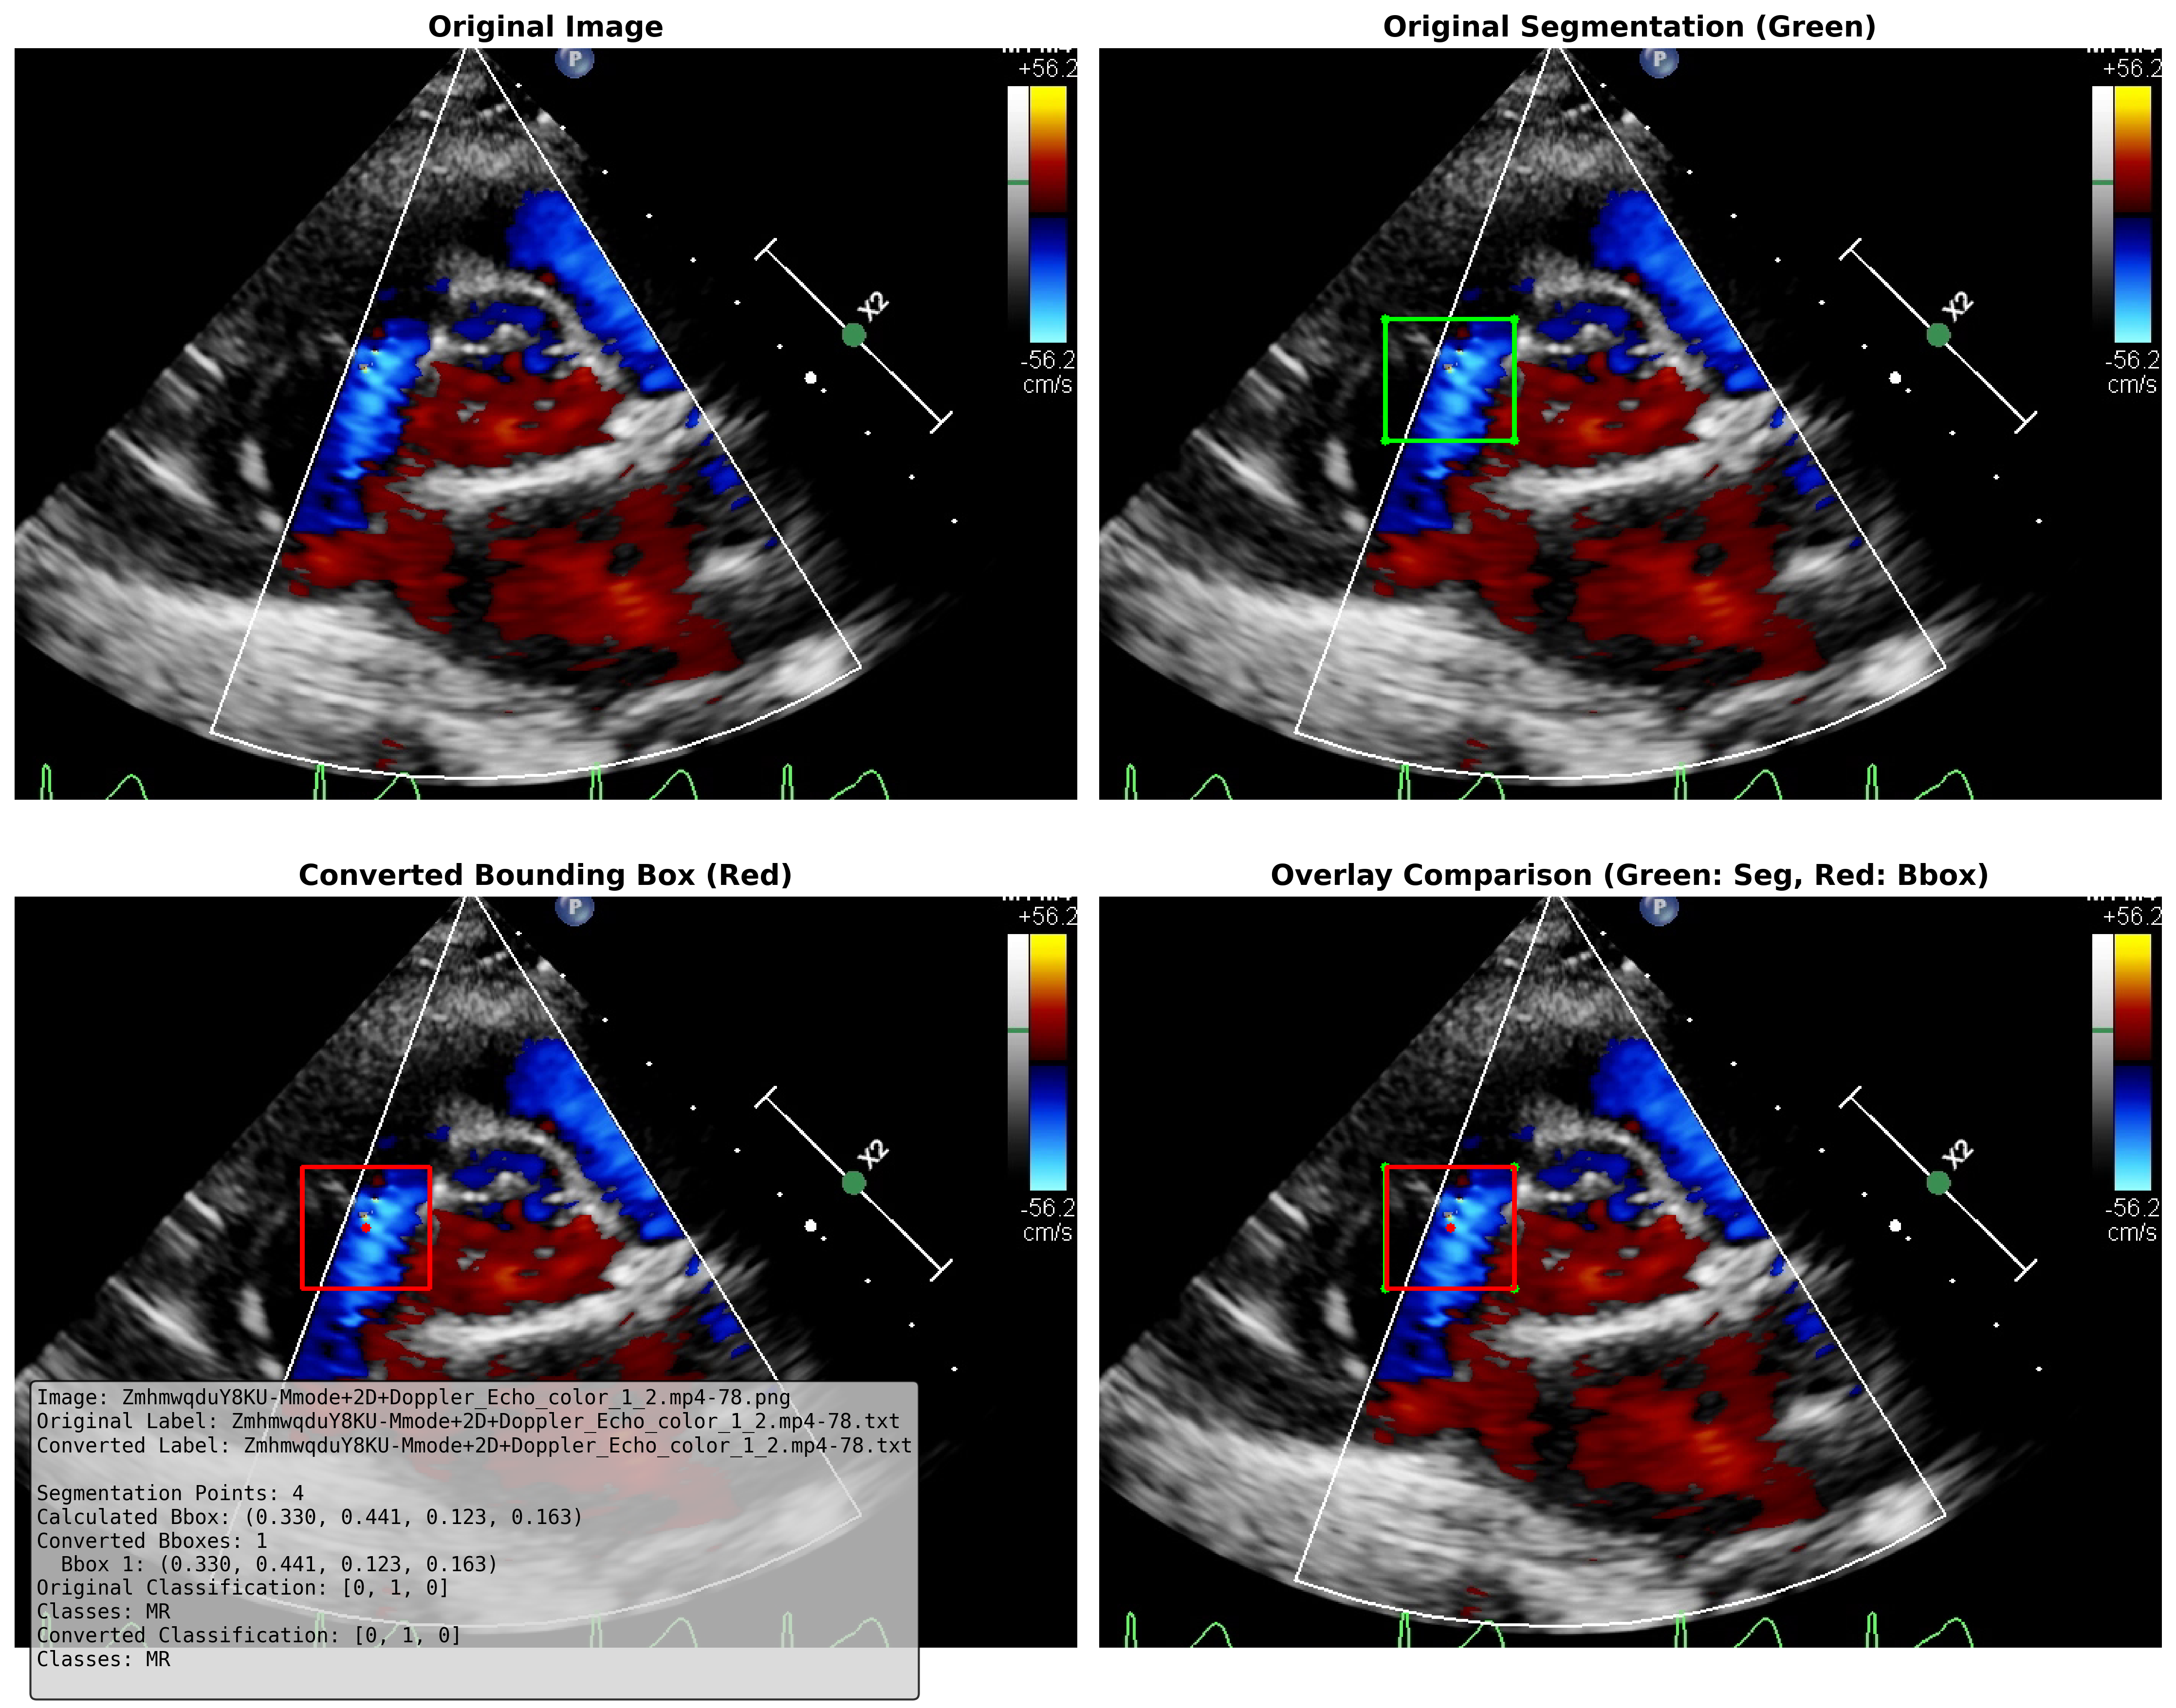 Original Image
Original Segmentation (Green)
P
+56.2
X2
-56.2
cm/s
P
+56.2
X2
-56.2
cm/s
Converted Bounding Box (Red)
Overlay Comparison (Green: Seg, Red: Bbox)
P
+56.2
X2
-56.2
cm/s
P
+56.2
X2
-56.2
cm/s
Image: ZmhmwqduY8KU-Mmode+2D+Doppler_Echo_color_1_2.mp4-78.png
Original Label: ZmhmwqduY8KU-Mmode+2D+Doppler_Echo_color_1_2.mp4-78.txt
Converted Label: ZmhmwqduY8KU-Mmode+2D+Doppler_Echo_color_1_2.mp4-78.txt
Segmentation Points: 4
Calculated Bbox: (0.330, 0.441, 0.123, 0.163)
Converted Bboxes: 1
Bbox 1: (0.330, 0.441, 0.123, 0.163)
Original Classification: [0, 1, 0]
Classes: MR
Converted Classification: [0, 1, 0]
Classes: MR